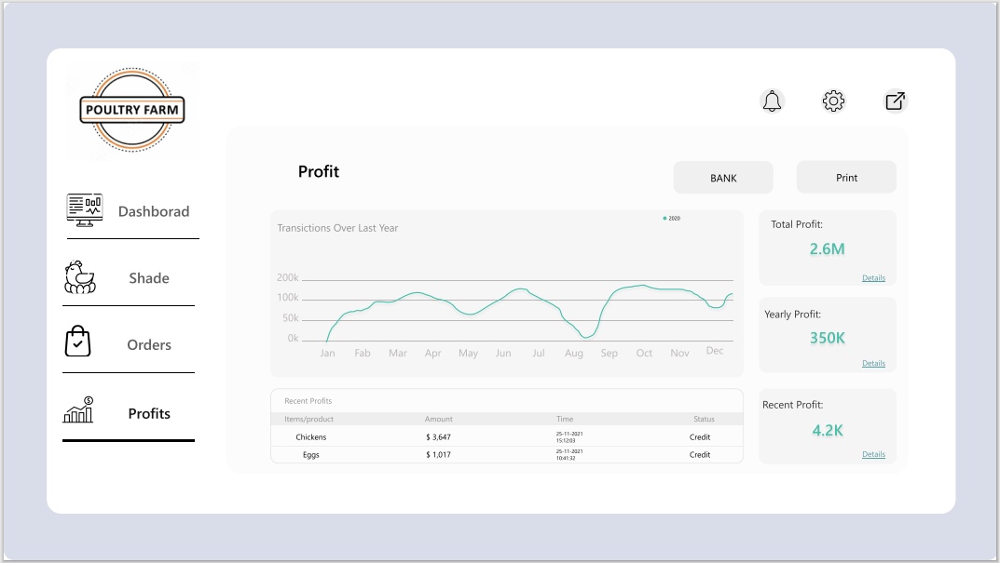 POULTRY FARM
Dashborad
Shade
Orders
Profits
Profit
BANK
Print
Transictions Over Last Year
2020
200k
100k
50k
0k
Jan Fab Mar Apr May Jun Jul Aug Sep Oct Nov Dec
Recent Profits
Items/product Amount Time Status
Chickens $ 3,647 25-11-2021 Credit
15:12:03
Eggs $ 1,017 25-11-2021 Credit
10:41:32
Total Profit:
2.6M
Details
Yearly Profit:
350K
Details
Recent Profit:
4.2K
Details